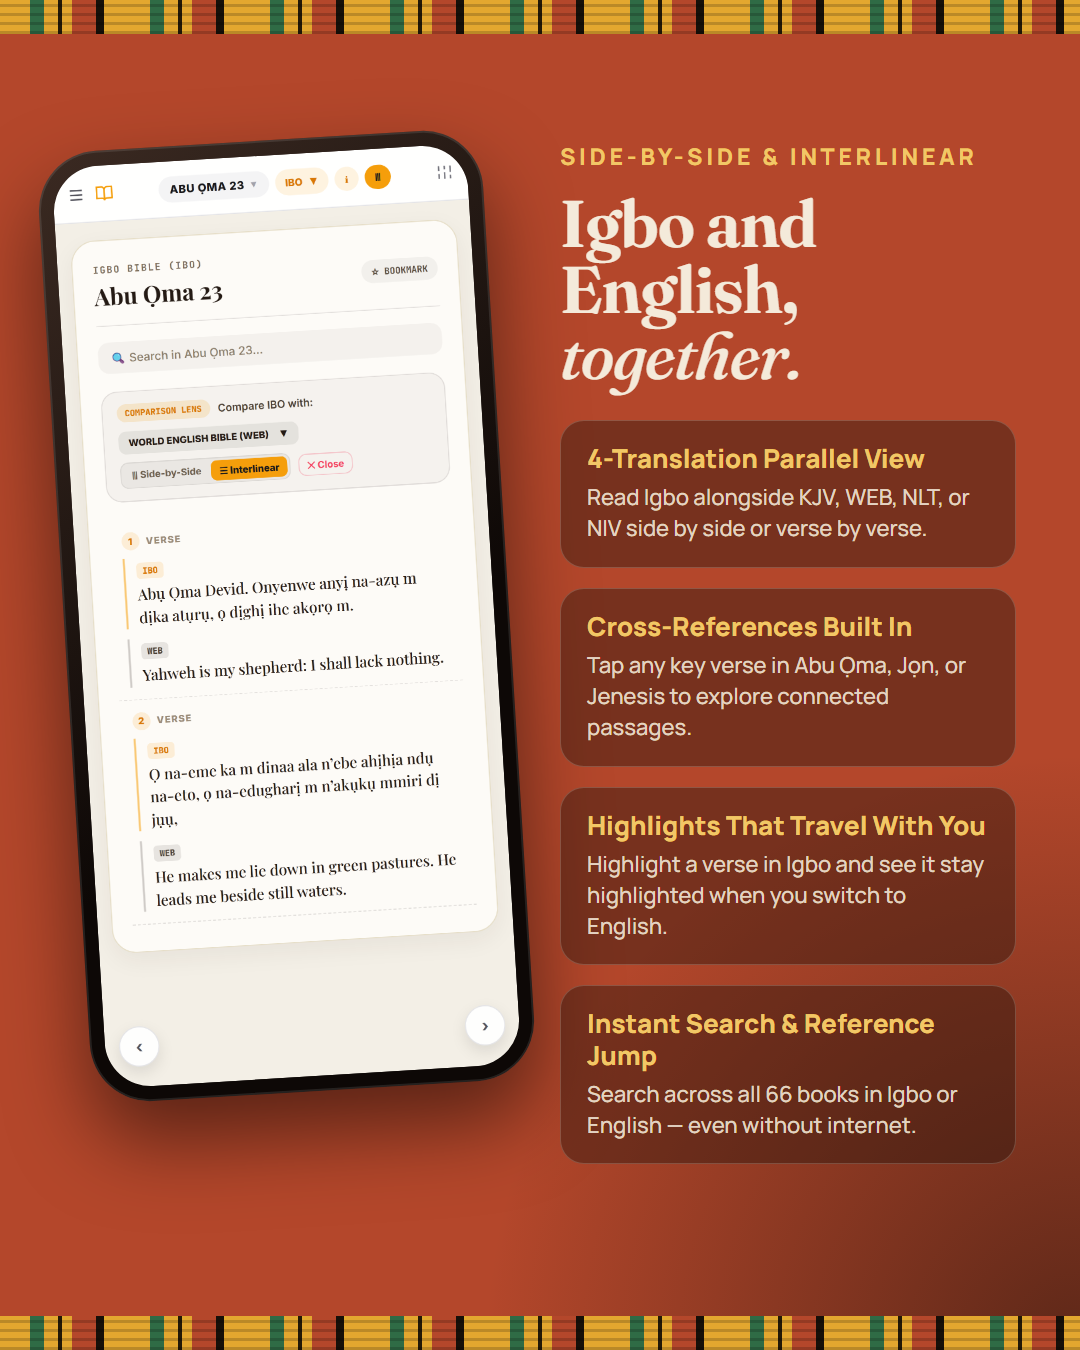 ABU ỌMA 23 ▼
IBO ▼
i
IGBO BIBLE (IBO)
Abu Ọma 23
☆ BOOKMARK
🔍 Search in Abu Ọma 23...
COMPARISON LENS Compare IBO with:
WORLD ENGLISH BIBLE (WEB) ▼
Side-by-Side ☰ Interlinear ✕ Close
1 VERSE
IBO
Abụ Ọma Devid. Onyenwe anyị na-azụ m
dịka atụrụ, ọ dịghị ihe akọrọ m.
WEB
Yahweh is my shepherd: I shall lack nothing.
2 VERSE
IBO
Ọ na-eme ka m dinaa ala n’ebe ahịhịa ndụ
na-eto, ọ na-edugharị m n’akụkụ mmiri dị
jụụ,
WEB
He makes me lie down in green pastures. He
leads me beside still waters.
‹ ›
SIDE-BY-SIDE & INTERLINEAR
Igbo and
English,
together.
4-Translation Parallel View
Read Igbo alongside KJV, WEB, NLT, or
NIV side by side or verse by verse.
Cross-References Built In
Tap any key verse in Abu Ọma, Jọn, or
Jenesis to explore connected
passages.
Highlights That Travel With You
Highlight a verse in Igbo and see it stay
highlighted when you switch to
English.
Instant Search & Reference
Jump
Search across all 66 books in Igbo or
English — even without internet.